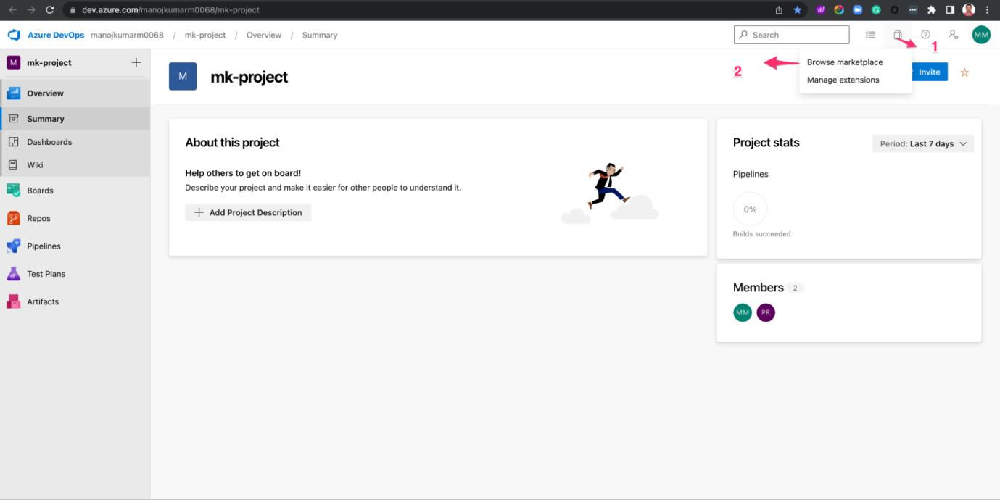 dev.azure.com/manojkumarm0068/mk-project
Azure DevOps manojkumarm0068 / mk-project / Overview / Summary
Search
MM
1
M mk-project
Overview
Summary
Dashboards
Wiki
Boards
Repos
Pipelines
Test Plans
Artifacts
M mk-project
2
Browse marketplace
Manage extensions
Invite
About this project
Help others to get on board!
Describe your project and make it easier for other people to understand it.
Add Project Description
Project stats
Period: Last 7 days
Pipelines
0%
Builds succeeded
Members 2
MM PR